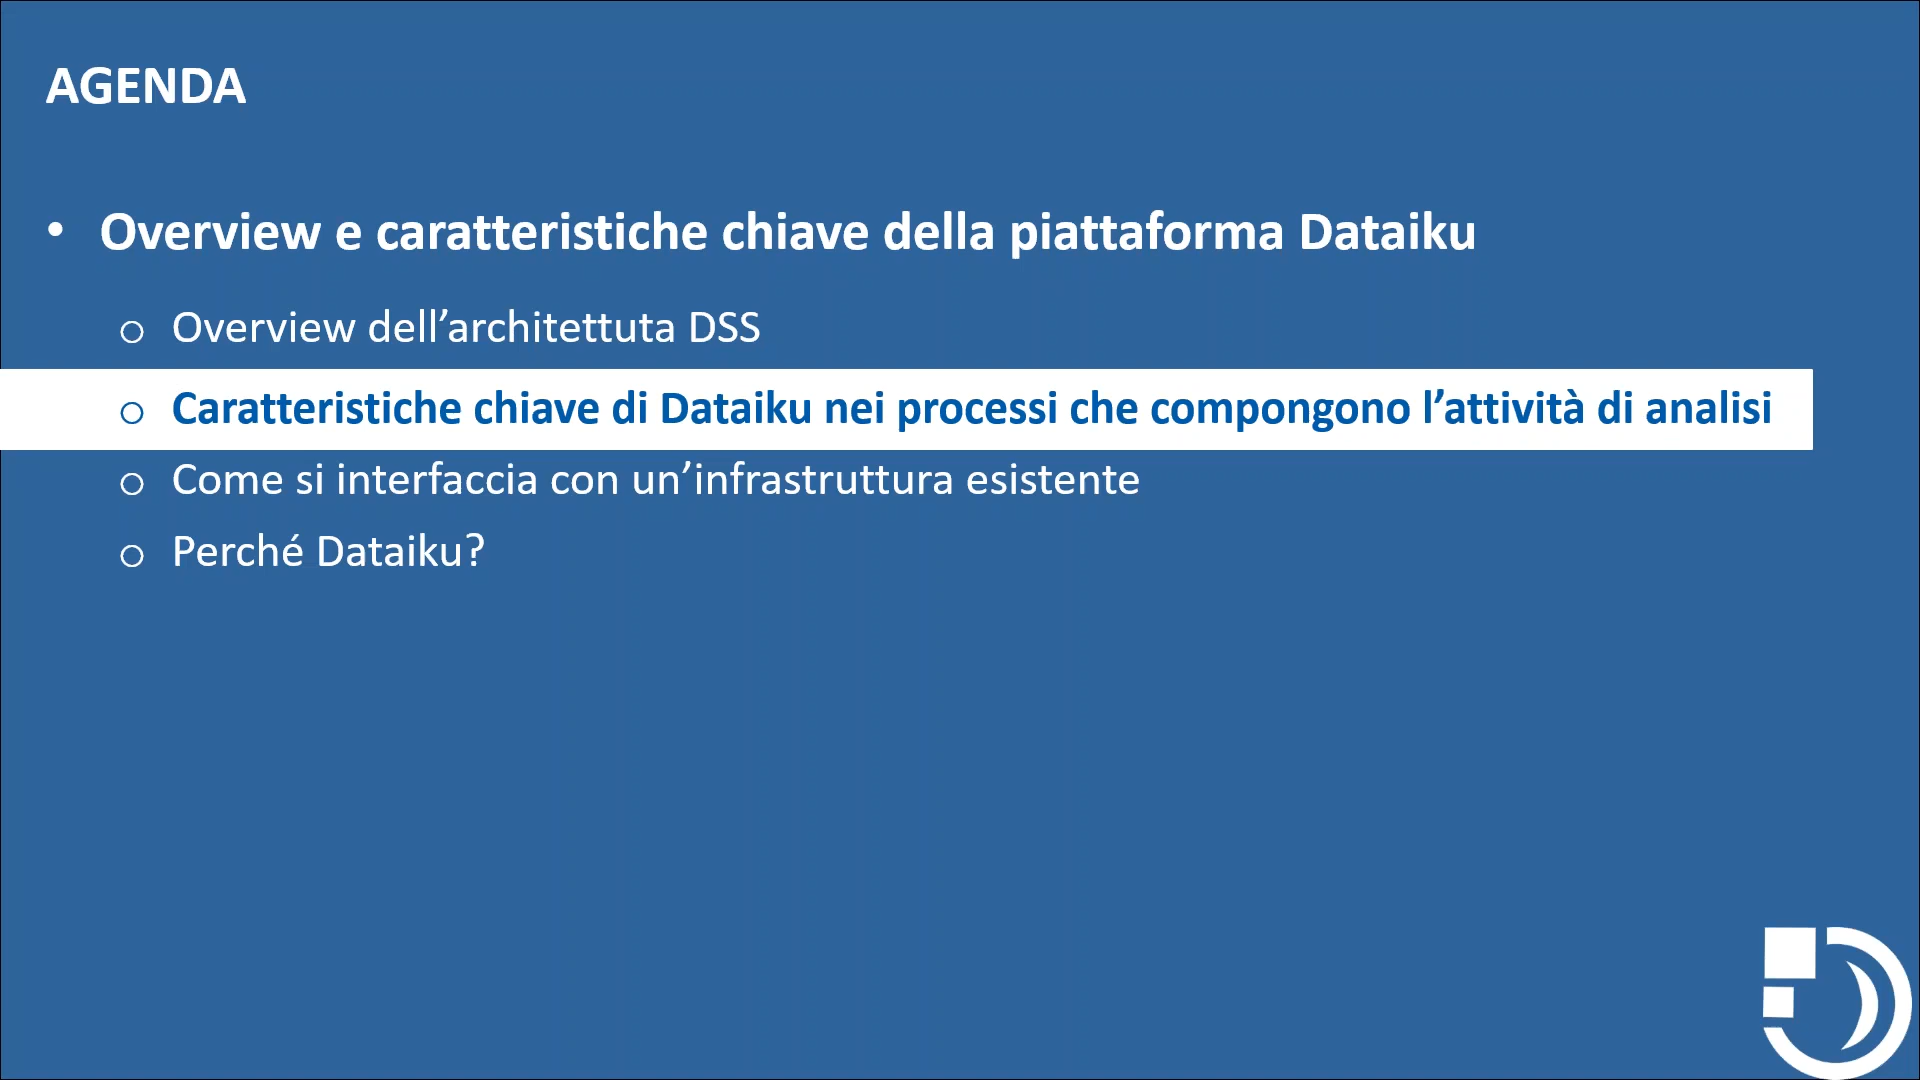 AGENDA
• Overview e caratteristiche chiave della piattaforma Dataiku
o Overview dell’architettuta DSS
o Caratteristiche chiave di Dataiku nei processi che compongono l’attività di analisi
o Come si interfaccia con un’infrastruttura esistente
o Perché Dataiku?